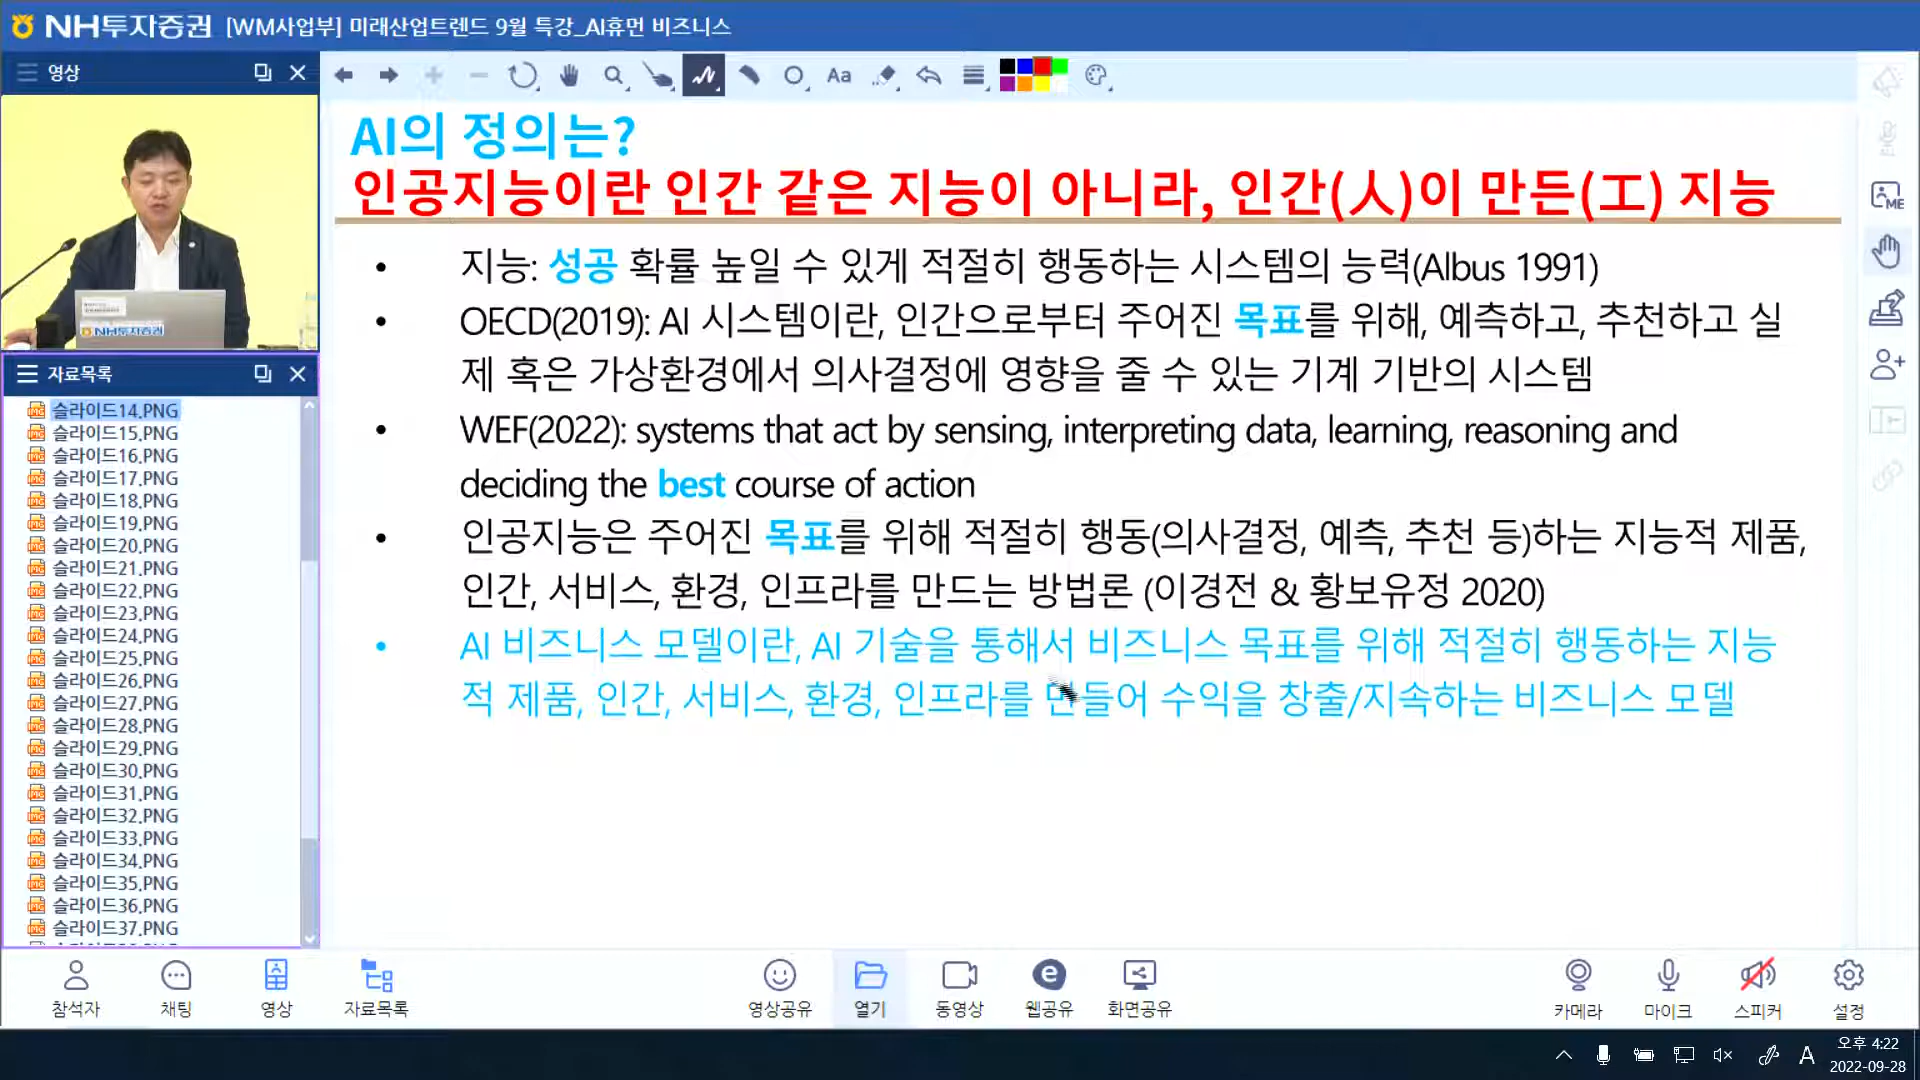 NH투자증권 [WM사업부] 미래산업트렌드 9월 특강_AI휴먼 비즈니스
영상
NH투자증권
자료목록
슬라이드14.PNG
슬라이드15.PNG
슬라이드16.PNG
슬라이드17.PNG
슬라이드18.PNG
슬라이드19.PNG
슬라이드20.PNG
슬라이드21.PNG
슬라이드22.PNG
슬라이드23.PNG
슬라이드24.PNG
슬라이드25.PNG
슬라이드26.PNG
슬라이드27.PNG
슬라이드28.PNG
슬라이드29.PNG
슬라이드30.PNG
슬라이드31.PNG
슬라이드32.PNG
슬라이드33.PNG
슬라이드34.PNG
슬라이드35.PNG
슬라이드36.PNG
슬라이드37.PNG
Aa
AI의 정의는?
인공지능이란 인간 같은 지능이 아니라, 인간(人)이 만든(工) 지능
• 지능: 성공 확률 높일 수 있게 적절히 행동하는 시스템의 능력(Albus 1991)
• OECD(2019): AI 시스템이란, 인간으로부터 주어진 목표를 위해, 예측하고, 추천하고 실
제 혹은 가상환경에서 의사결정에 영향을 줄 수 있는 기계 기반의 시스템
• WEF(2022): systems that act by sensing, interpreting data, learning, reasoning and
deciding the best course of action
• 인공지능은 주어진 목표를 위해 적절히 행동(의사결정, 예측, 추천 등)하는 지능적 제품,
인간, 서비스, 환경, 인프라를 만드는 방법론 (이경전 & 황보유정 2020)
• AI 비즈니스 모델이란, AI 기술을 통해서 비즈니스 목표를 위해 적절히 행동하는 지능
적 제품, 인간, 서비스, 환경, 인프라를 만들어 수익을 창출/지속하는 비즈니스 모델
ME
참석자 채팅 영상 자료목록 영상공유 열기 동영상 웹공유 화면공유 카메라 마이크 스피커 설정
A
오후 4:22
2022-09-28